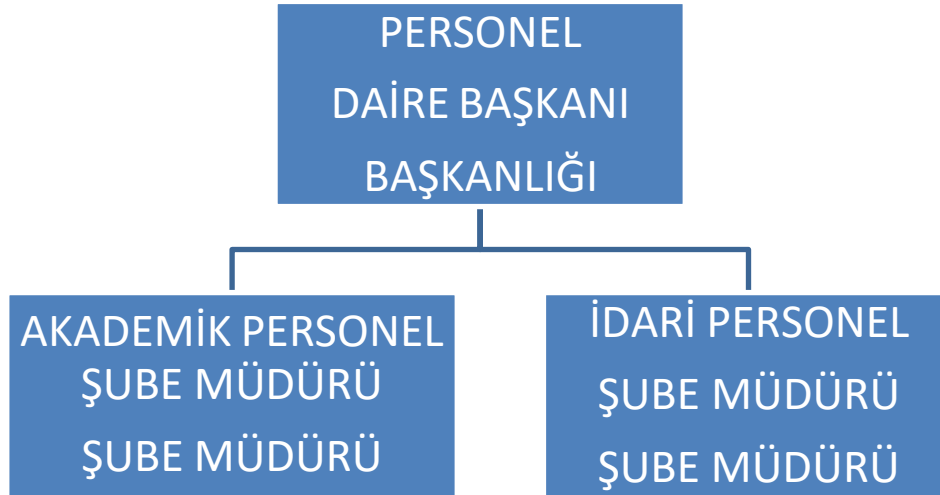 PERSONEL
DAİRE BAŞKANI
BAŞKANLIĞI
AKADEMİK PERSONEL
ŞUBE MÜDÜRÜ
ŞUBE MÜDÜRÜ
İDARİ PERSONEL
ŞUBE MÜDÜRÜ
ŞUBE MÜDÜRÜ